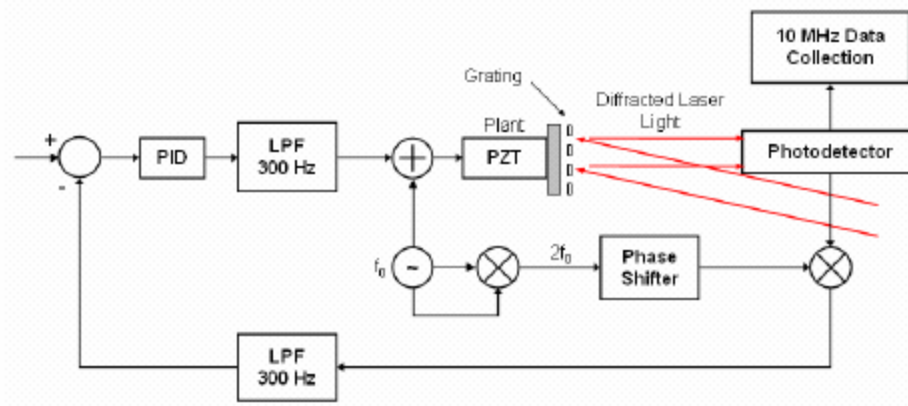 10 MHz Data
Collection
Grating
Diffracted Laser
Light
Plant
+
-
PID
LPF
300 Hz
+
PZT
Photodetector
f₀
~
2f₀
Phase
Shifter
LPF
300 Hz